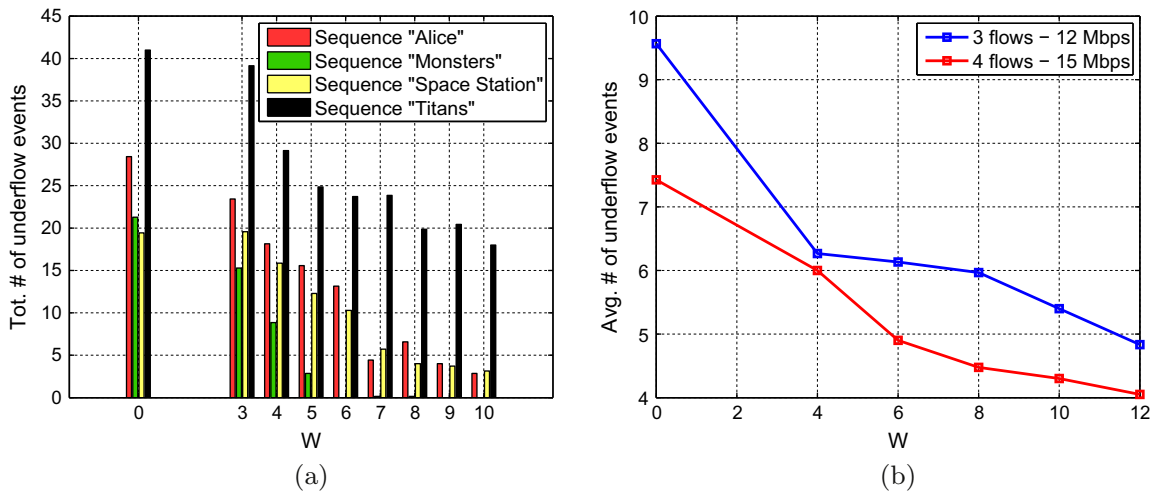 45
40
35
30
25
20
15
10
5
0
Tot. # of underflow events
Sequence "Alice"
Sequence "Monsters"
Sequence "Space Station"
Sequence "Titans"
0 3 4 5 6 7 8 9 10
W
(a)
10
9
8
7
6
5
4
Avg. # of underflow events
3 flows − 12 Mbps
4 flows − 15 Mbps
0 2 4 6 8 10 12
W
(b)